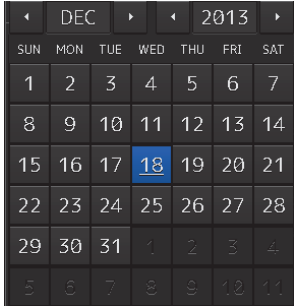 DEC 2013
SUN MON TUE WED THU FRI SAT
1 2 3 4 5 6 7
8 9 10 11 12 13 14
15 16 17 18 19 20 21
22 23 24 25 26 27 28
29 30 31 1 2 3 4
5 6 7 8 9 10 11